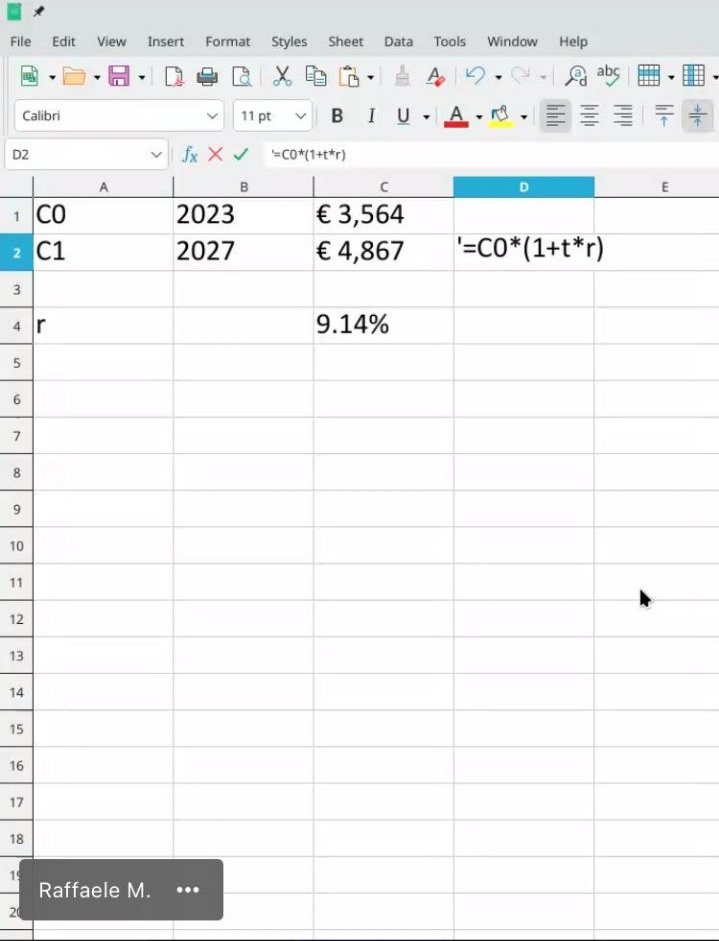 File Edit View Insert Format Styles Sheet Data Tools Window Help
abc
Calibri 11 pt B I U A
D2 fx '=C0*(1+t*r)
A B C D E
1 C0 2023 € 3,564
2 C1 2027 € 4,867 '=C0*(1+t*r)
3
4 r 9.14%
5
6
7
8
9
10
11
12
13
14
15
16
17
18
19
Raffaele M. •••
20